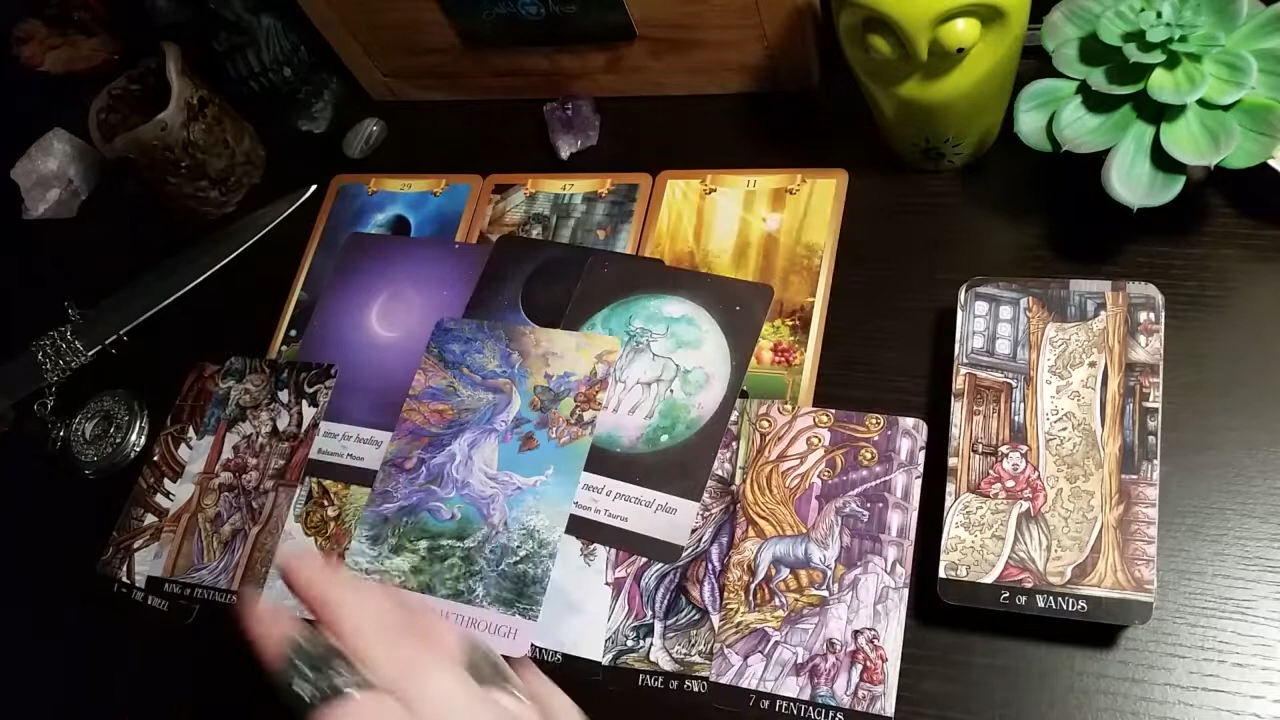 29
47
11
time for healing
Balsamic Moon
need a practical plan
Moon in Taurus
KING OF PENTACLES
THE WHEEL
WTHROUGH
WANDS
PAGE OF SWO
7 OF PENTACLES
2 OF WANDS